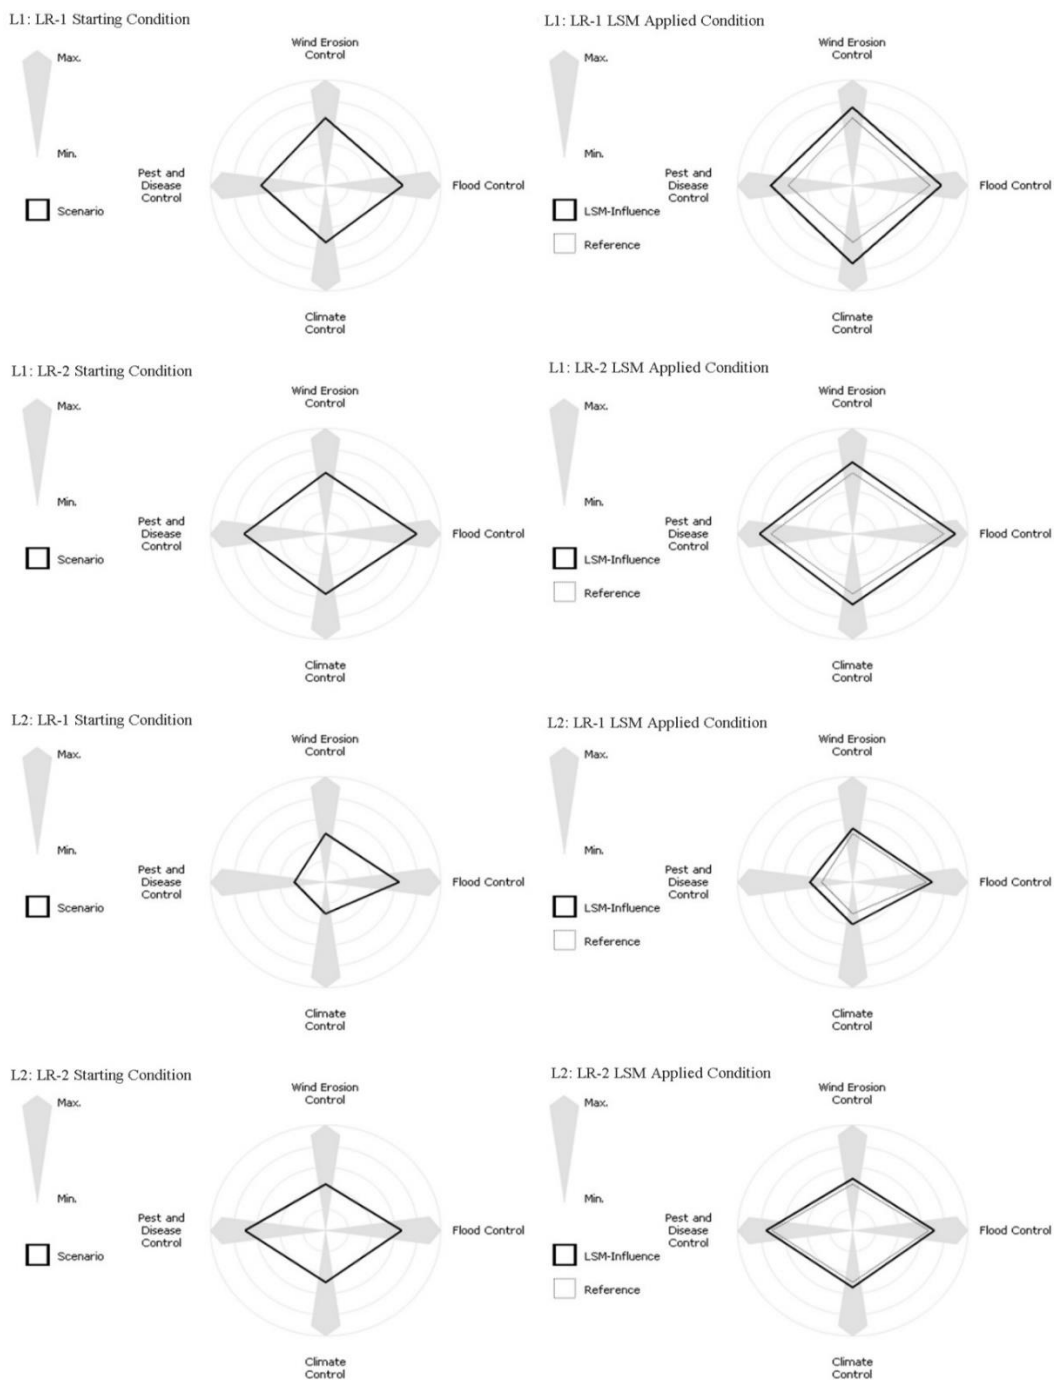 L1: LR-1 Starting Condition
Max.
Min.
Scenario
Wind Erosion
Control
Pest and
Disease
Control
Flood Control
Climate
Control
L1: LR-1 LSM Applied Condition
Max.
Min.
LSM-Influence
Reference
Wind Erosion
Control
Pest and
Disease
Control
Flood Control
Climate
Control
L1: LR-2 Starting Condition
Max.
Min.
Scenario
Wind Erosion
Control
Pest and
Disease
Control
Flood Control
Climate
Control
L1: LR-2 LSM Applied Condition
Max.
Min.
LSM-Influence
Reference
Wind Erosion
Control
Pest and
Disease
Control
Flood Control
Climate
Control
L2: LR-1 Starting Condition
Max.
Min.
Scenario
Wind Erosion
Control
Pest and
Disease
Control
Flood Control
Climate
Control
L2: LR-1 LSM Applied Condition
Max.
Min.
LSM-Influence
Reference
Wind Erosion
Control
Pest and
Disease
Control
Flood Control
Climate
Control
L2: LR-2 Starting Condition
Max.
Min.
Scenario
Wind Erosion
Control
Pest and
Disease
Control
Flood Control
Climate
Control
L2: LR-2 LSM Applied Condition
Max.
Min.
LSM-Influence
Reference
Wind Erosion
Control
Pest and
Disease
Control
Flood Control
Climate
Control